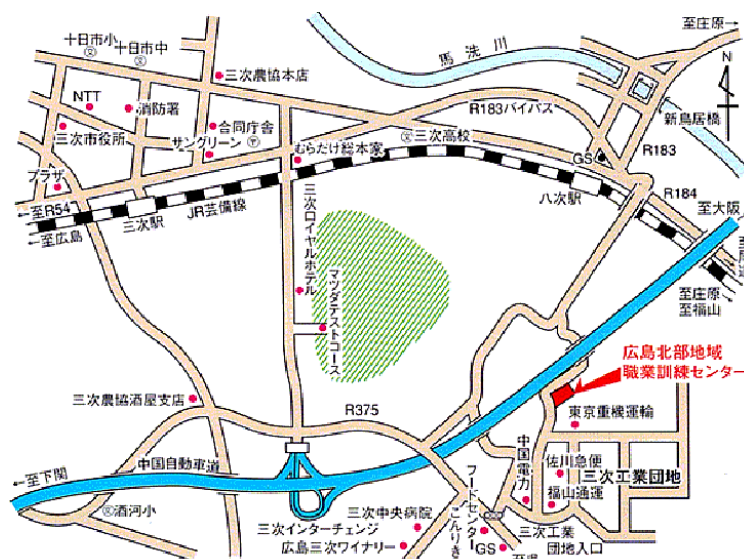 十日市小
十日市中
三次農協本店
馬洗川
至庄原→
N
NTT
消防署
R183バイパス
新鳥居橋
三次市役所
合同庁舎
サングリーン
三次高校
むらだけ総本家
GS
R183
プラザ
R184
←至R54
←至広島
三次駅
JR芸備線
八次駅
至大阪
三次ロイヤルホテル
マツダテストコース
至庄原
至福山
広島北部地域
職業訓練センター
三次農協酒屋支店
R375
東京重機運輸
←至下関
中国自動車道
中国電力
佐川急便
三次工業団地
福山通運
酒河小
三次中央病院
フードセンター
こんりき
三次インターチェンジ
広島三次ワイナリー
GS
三次工業
団地入口